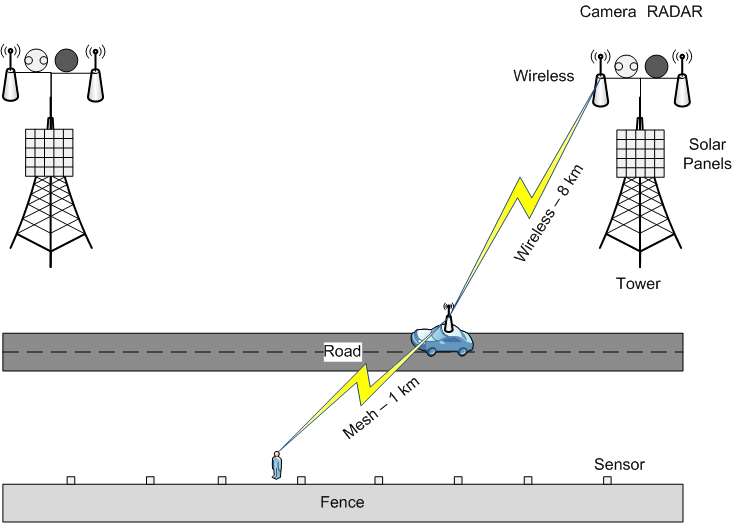 Camera RADAR
Wireless
Solar
Panels
Wireless – 8 km
Tower
Road
Mesh – 1 km
Sensor
Fence